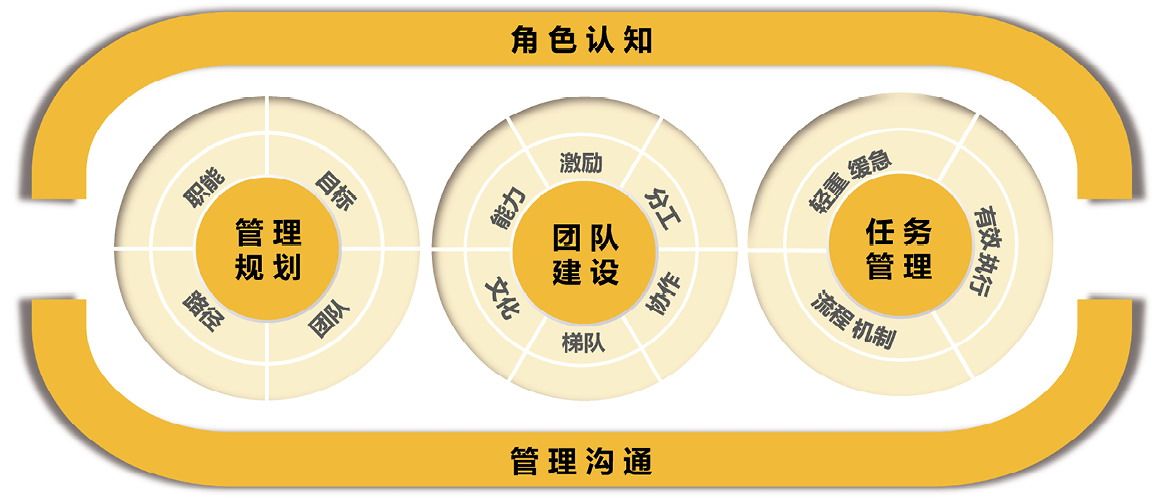 角色认知
职能
目标
管理
规划
路径
团队
激励
能力
分工
团队
建设
文化
协作
梯队
轻重 缓急
任务
管理
有效 执行
流程 机制
管理沟通